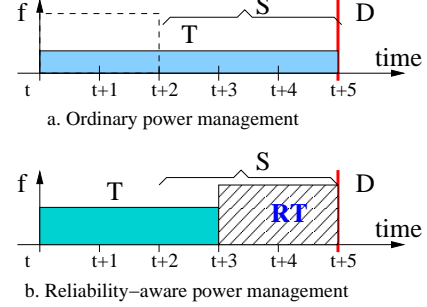 f
S
D
T
time
t
t+1
t+2
t+3
t+4
t+5
a. Ordinary power management
f
T
S
D
RT
time
t
t+1
t+2
t+3
t+4
t+5
b. Reliability−aware power management